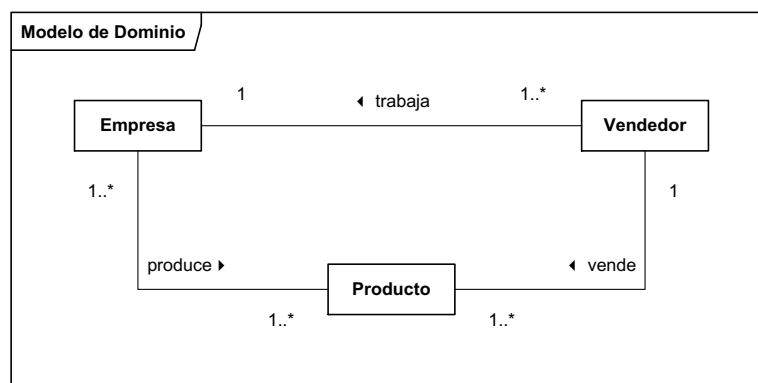 Modelo de Dominio
1 ◂ trabaja 1..*
Empresa Vendedor
1..* 1
produce ▸ ◂ vende
Producto
1..* 1..*